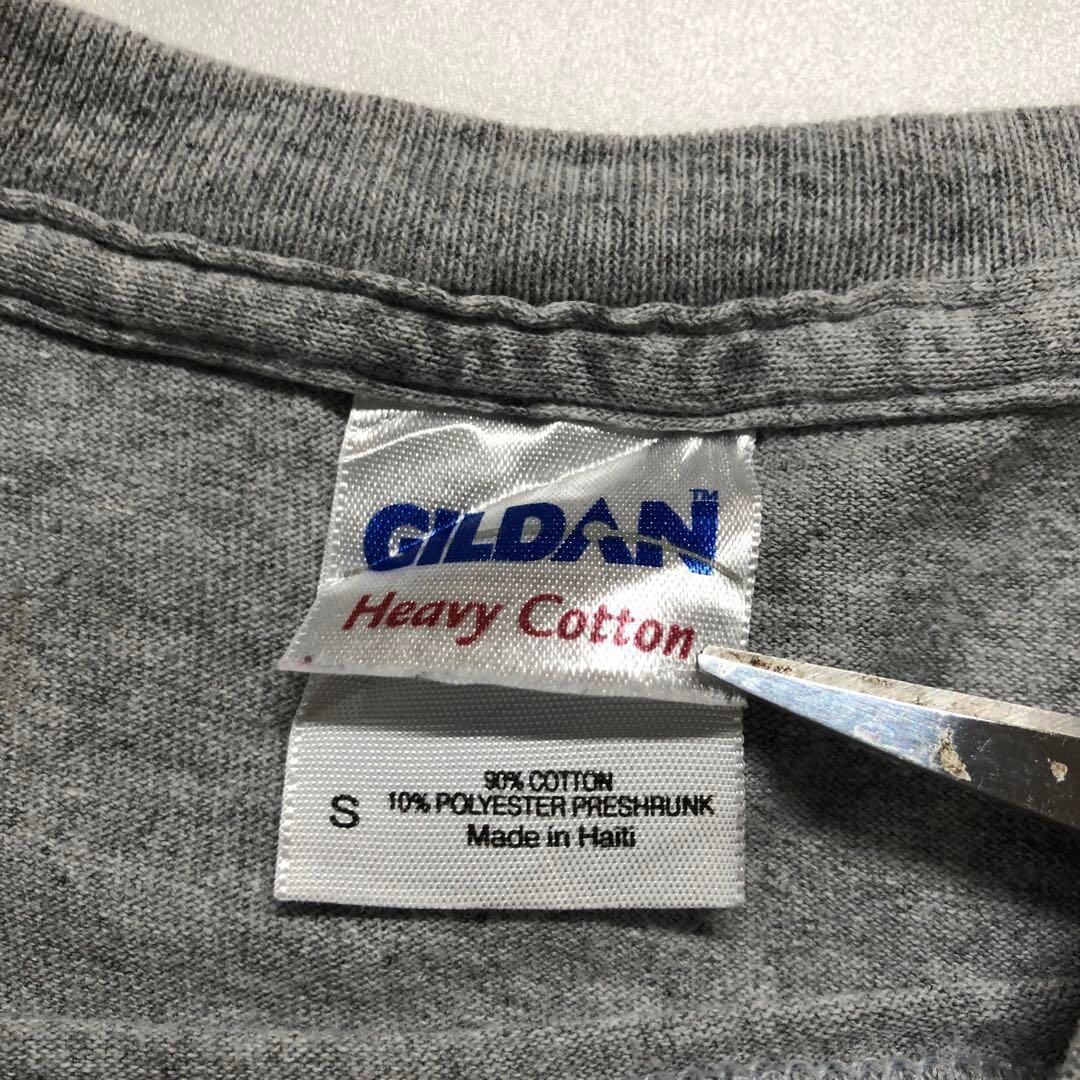 GILDAN™
Heavy Cotton
90% COTTON
S 10% POLYESTER PRESHRUNK
Made in Haiti